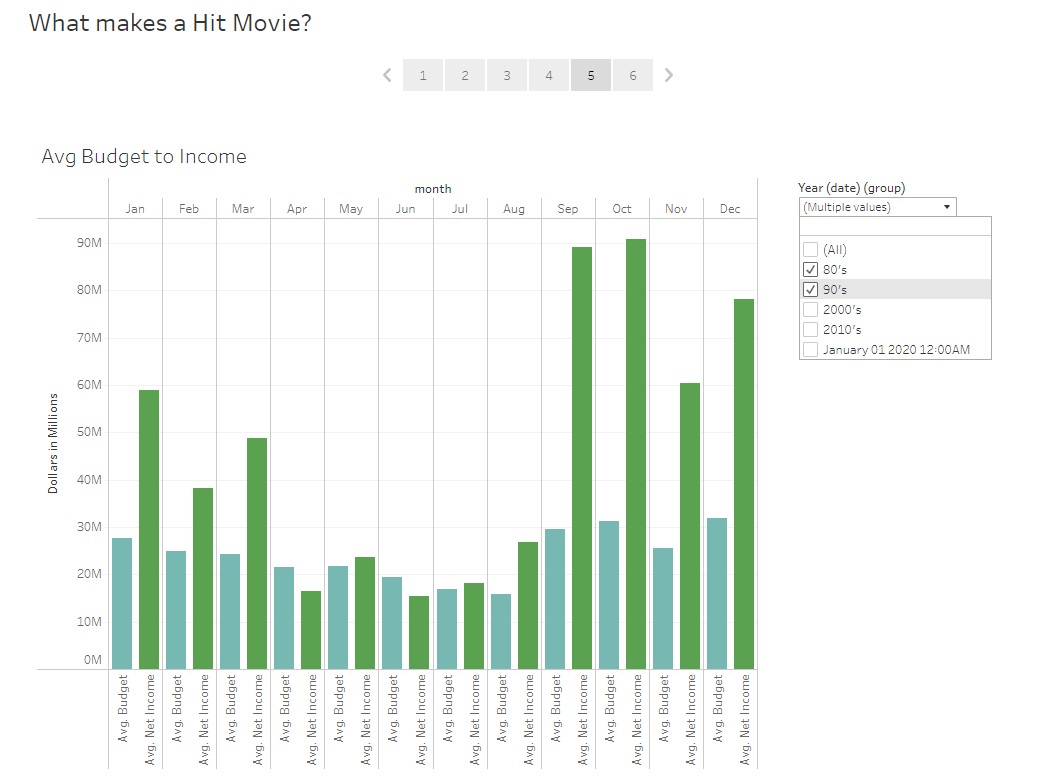 What makes a Hit Movie?
1 2 3 4 5 6
Avg Budget to Income
month
Jan Feb Mar Apr May Jun Jul Aug Sep Oct Nov Dec
90M
80M
70M
60M
50M
40M
30M
20M
10M
0M
Dollars in Millions
Avg. Budget
Avg. Net Income
Avg. Budget
Avg. Net Income
Avg. Budget
Avg. Net Income
Avg. Budget
Avg. Net Income
Avg. Budget
Avg. Net Income
Avg. Budget
Avg. Net Income
Avg. Budget
Avg. Net Income
Avg. Budget
Avg. Net Income
Avg. Budget
Avg. Net Income
Avg. Budget
Avg. Net Income
Avg. Budget
Avg. Net Income
Avg. Budget
Avg. Net Income
Year (date) (group)
(Multiple values)
(All)
80's
90's
2000's
2010's
January 01 2020 12:00AM